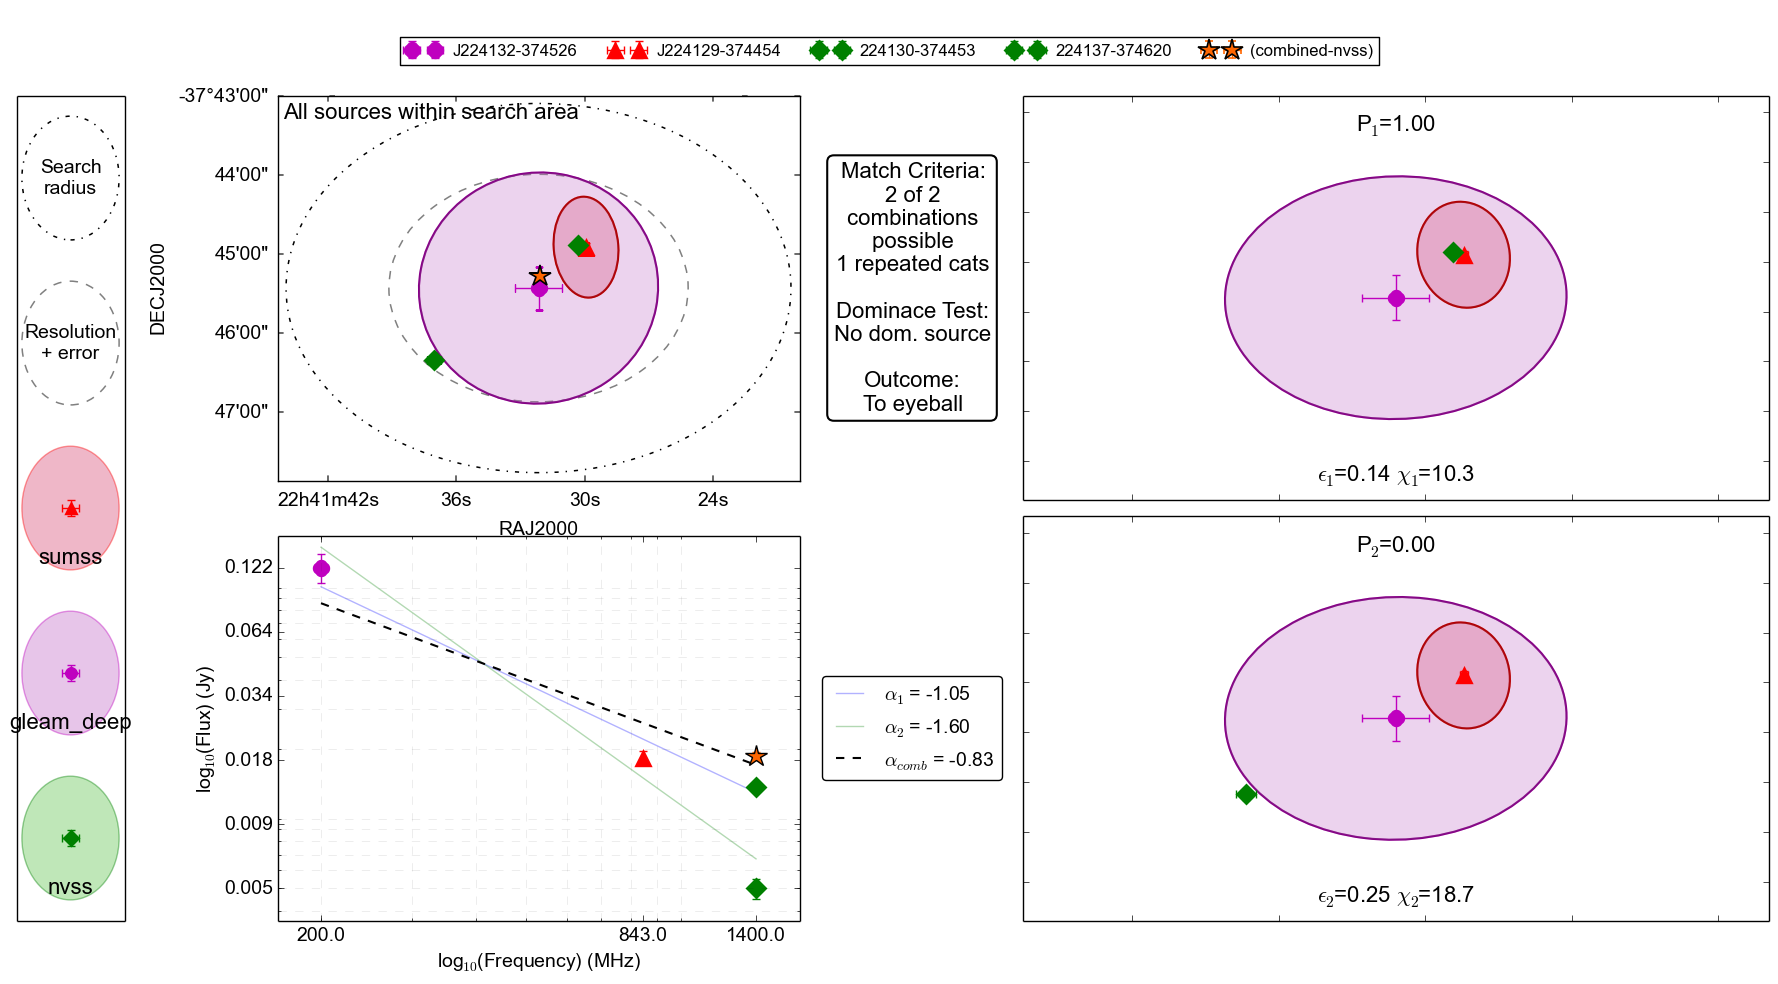 J224132-374526 J224129-374454 224130-374453 224137-374620 (combined-nvss)
Search
radius
Resolution
+ error
sumss
gleam_deep
nvss
All sources within search area
-37°43'00"
44'00"
45'00"
46'00"
47'00"
DECJ2000
22h41m42s 36s 30s 24s
RAJ2000
Match Criteria:
2 of 2
combinations
possible
1 repeated cats
Dominace Test:
No dom. source
Outcome:
To eyeball
P1=1.00
ϵ1=0.14 χ1=10.3
0.122
0.064
0.034
0.018
0.009
0.005
log10(Flux) (Jy)
200.0 843.0 1400.0
log10(Frequency) (MHz)
α1 = -1.05
α2 = -1.60
αcomb = -0.83
P2=0.00
ϵ2=0.25 χ2=18.7